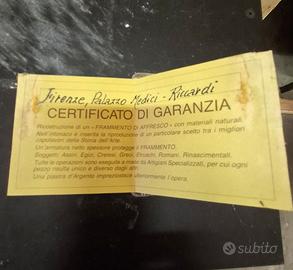 Firenze, Palazzo Medici - Riccardi
CERTIFICATO DI GARANZIA
Ricostruzione di un « FRAMMENTO DI AFFRESCO » con materiali naturali.
Nell'intonaco è inserita la riproduzione di un particolare scelto tra i migliori
capolavori della Storia dell'Arte.
Un'armatura retro spessore protegge il FRAMMENTO.
Soggetti: Assiri, Egizi, Cretesi, Greci, Etruschi, Romani, Rinascimentali.
Tutte le operazioni sono eseguite a mano da Artigiani Specializzati, per cui ogni
pezzo risulta unico e diverso dagli altri.
Una piastra d'Argento impreziosisce ulteriormente l'opera.
subito